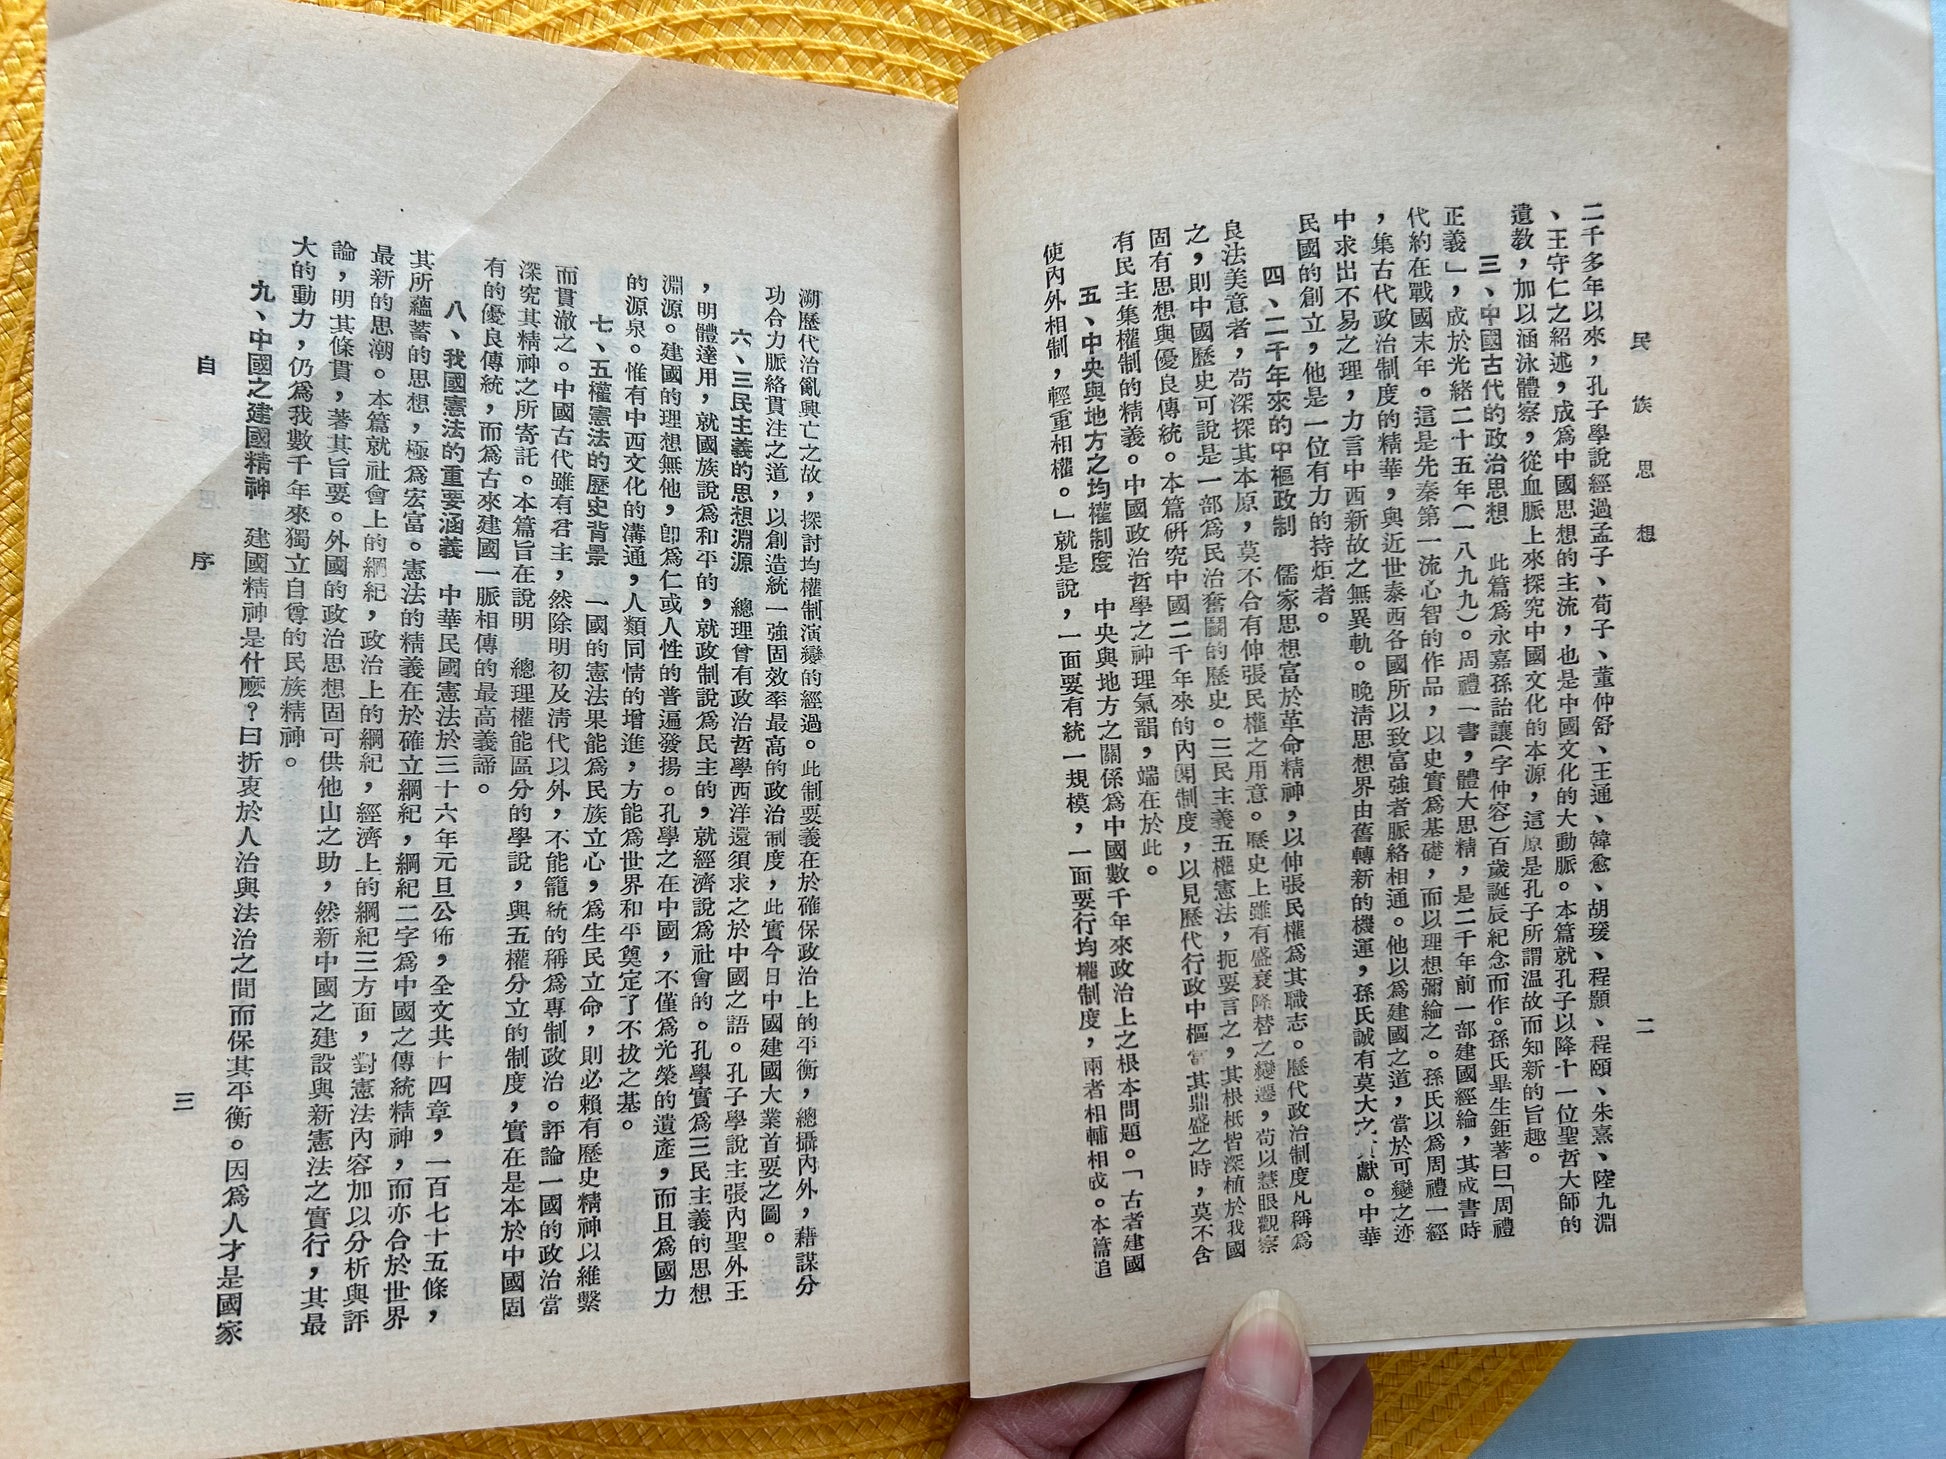 民族思想
二
二千多年以來，孔子學說經過孟子、荀子、董仲舒、王通、韓愈、胡瑗、程顥、程頤、朱熹、陸九淵
、王守仁之紹述，成爲中國思想的主流，也是中國文化的大動脈。本篇就孔子以降十一位聖哲大師的
遺教，加以涵泳體察，從血脈上來探究中國文化的本源，這原是孔子所謂温故而知新的旨趣。
三、中國古代的政治思想　此篇爲永嘉孫詒讓（字仲容）百歲誕辰紀念而作。孫氏畢生鉅著曰「周禮
正義」，成於光緒二十五年（一八九九）。周禮一書，體大思精，是二千年前一部建國經綸，其成書時
代約在戰國末年。這是先秦第一流心智的作品，以史實爲基礎，而以理想彌綸之。孫氏以爲周禮一經
，集古代政治制度的精華，與近世泰西各國所以致富強者脈絡相通。他以爲建國之道，當於可變之迹
中求出不易之理，力言中西新故之無異軌。晚淸思想界由舊轉新的機運，孫氏誠有莫大之獻。中華
民國的創立，他是一位有力的持炬者。
四、二千年來的中樞政制　儒家思想富於革命精神，以伸張民權爲其職志。歷代政治制度凡稱爲
良法美意者，苟深探其本原，莫不合有伸張民權之用意。歷史上雖有盛衰隆替之變遷，苟以慧眼觀察
之，則中國歷史可說是一部爲民治奮鬭的歷史。三民主義五權憲法，扼要言之，其根柢皆深植於我國
固有思想與優良傳統。本篇硏究中國二千年來的內閣制度，以見歷代行政中樞當其鼎盛之時，莫不含
有民主集權制的精義。中國政治哲學之神理氣韻，端在於此。
五、中央與地方之均權制度　中央與地方之關係爲中國數千年來政治上之根本問題。「古者建國
使內外相制，輕重相權。」就是說，一面要有統一規模，一面要行均權制度，兩者相輔相成。本篇追
溯歷代治亂興亡之故，探討均權制演變的經過。此制要義在於確保政治上的平衡，總攝內外，藉謀分
功合力脈絡貫注之道，以創造統一強固效率最高的政治制度，此實今日中國建國大業首要之圖。
六、三民主義的思想淵源　總理曾有政治哲學西洋還須求之於中國之語。孔子學說主張內聖外王
，明體達用，就國族說爲和平的，就政制說爲民主的，就經濟說爲社會的。孔學實爲三民主義的思想
淵源。建國的理想無他，卽爲仁或人性的普遍發揚。孔學之在中國，不僅爲光榮的遺產，而且爲國力
的源泉。惟有中西文化的溝通，人類同情的增進，方能爲世界和平奠定了不拔之基。
七、五權憲法的歷史背景　一國的憲法果能爲民族立心，爲生民立命，則必賴有歷史精神以維繫
而貫澈之。中國古代雖有君主，然除明初及淸代以外，不能籠統的稱爲專制政治。評論一國的政治當
深究其精神之所寄託。本篇旨在說明　總理權能區分的學說，與五權分立的制度，實在是本於中國固
有的優良傳統，而爲古來建國一脈相傳的最高義諦。
八、我國憲法的重要涵義　中華民國憲法於三十六年元旦公佈，全文共十四章，一百七十五條，
其所蘊蓄的思想，極爲宏富。憲法的精義在於確立綱紀，綱紀二字爲中國之傳統精神，而亦合於世界
最新的思潮。本篇就社會上的綱紀，政治上的綱紀，經濟上的綱紀三方面，對憲法內容加以分析與評
論，明其條貫，著其旨要。外國的政治思想固可供他山之助，然新中國之建設與新憲法之實行，其最
大的動力，仍爲我數千年來獨立自尊的民族精神。
九、中國之建國精神　建國精神是什麼？曰折衷於人治與法治之間而保其平衡。因爲人才是國家
自序
三